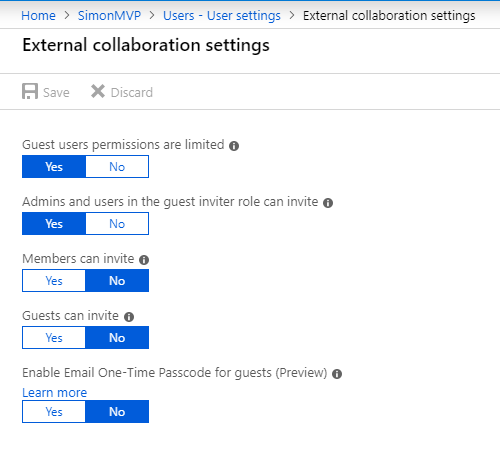 Home > SimonMVP > Users - User settings > External collaboration settings
External collaboration settings
Save Discard
Guest users permissions are limited
Yes No
Admins and users in the guest inviter role can invite
Yes No
Members can invite
Yes No
Guests can invite
Yes No
Enable Email One-Time Passcode for guests (Preview)
Learn more
Yes No